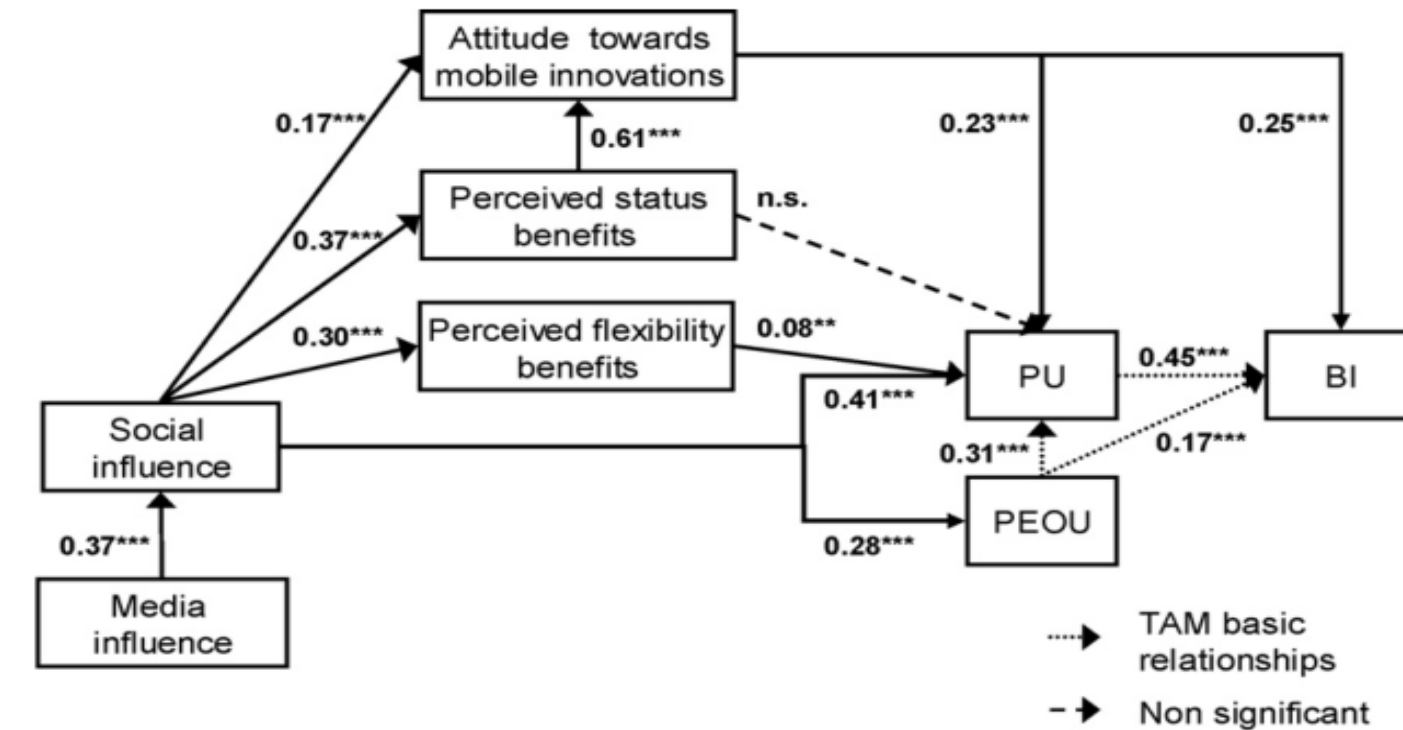 Attitude towards
mobile innovations
0.17***
0.61***
0.23***
0.25***
Perceived status
benefits
n.s.
0.37***
0.30***
Perceived flexibility
benefits
0.08**
PU
0.45***
BI
0.41***
Social
influence
0.31***
0.17***
PEOU
0.37***
0.28***
Media
influence
TAM basic
relationships
Non significant